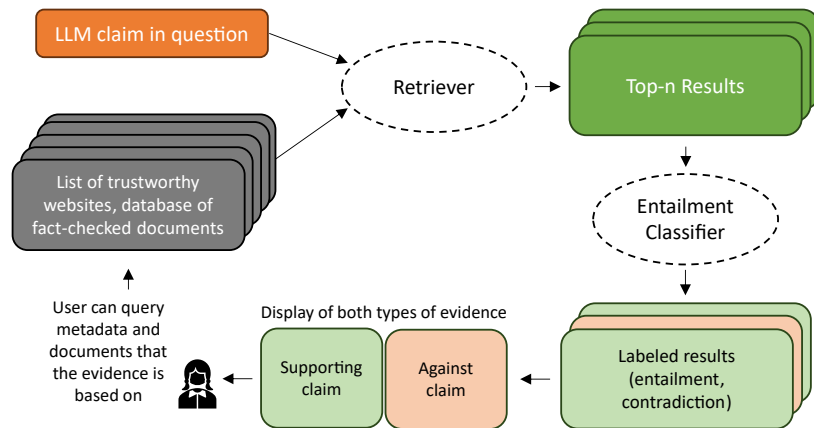 LLM claim in question
Retriever
Top-n Results
List of trustworthy
websites, database of
fact-checked documents
Entailment
Classifier
User can query
metadata and
documents that
the evidence is
based on
Display of both types of evidence
Supporting
claim
Against
claim
Labeled results
(entailment,
contradiction)